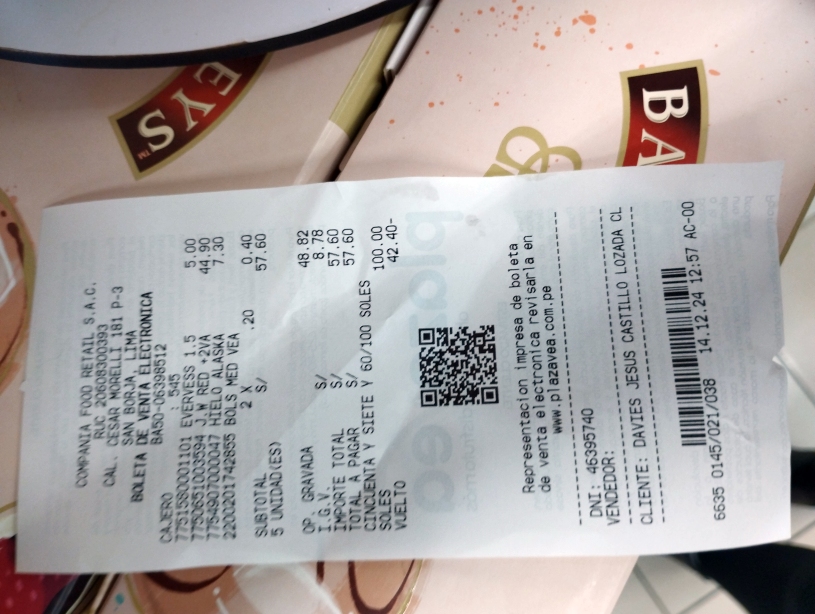 COMPANIA FOOD RETAIL S.A.C.
RUC 20608300393
CAL. CESAR MORELLI 181 P-3
SAN BORJA, LIMA
BOLETA DE VENTA ELECTRONICA
BA50-06398512
CAJERO : 545
7751580001101 EVERVESS 1.5 5.00
7750651003594 J.W RED +2VA 44.90
7754907000047 HIELO ALASKA 7.30
2200201742855 BOLS MED VEA
2 X .20 0.40
SUBTOTAL S/ 57.60
5 UNIDAD(ES)
OP. GRAVADA S/ 48.82
I.G.V. S/ 8.78
IMPORTE TOTAL S/ 57.60
TOTAL A PAGAR S/ 57.60
CINCUENTA Y SIETE Y 60/100 SOLES
SOLES 100.00
VUELTO 42.40-
Representacion impresa de boleta
de venta electronica revisarla en
www.plazavea.com.pe
DNI: 46395740
VENDEDOR:
CLIENTE: DAVIES JESUS CASTILLO LOZADA CL
6635 0145/021/038 14.12.24 12:57 AC-00
EYS™
BA